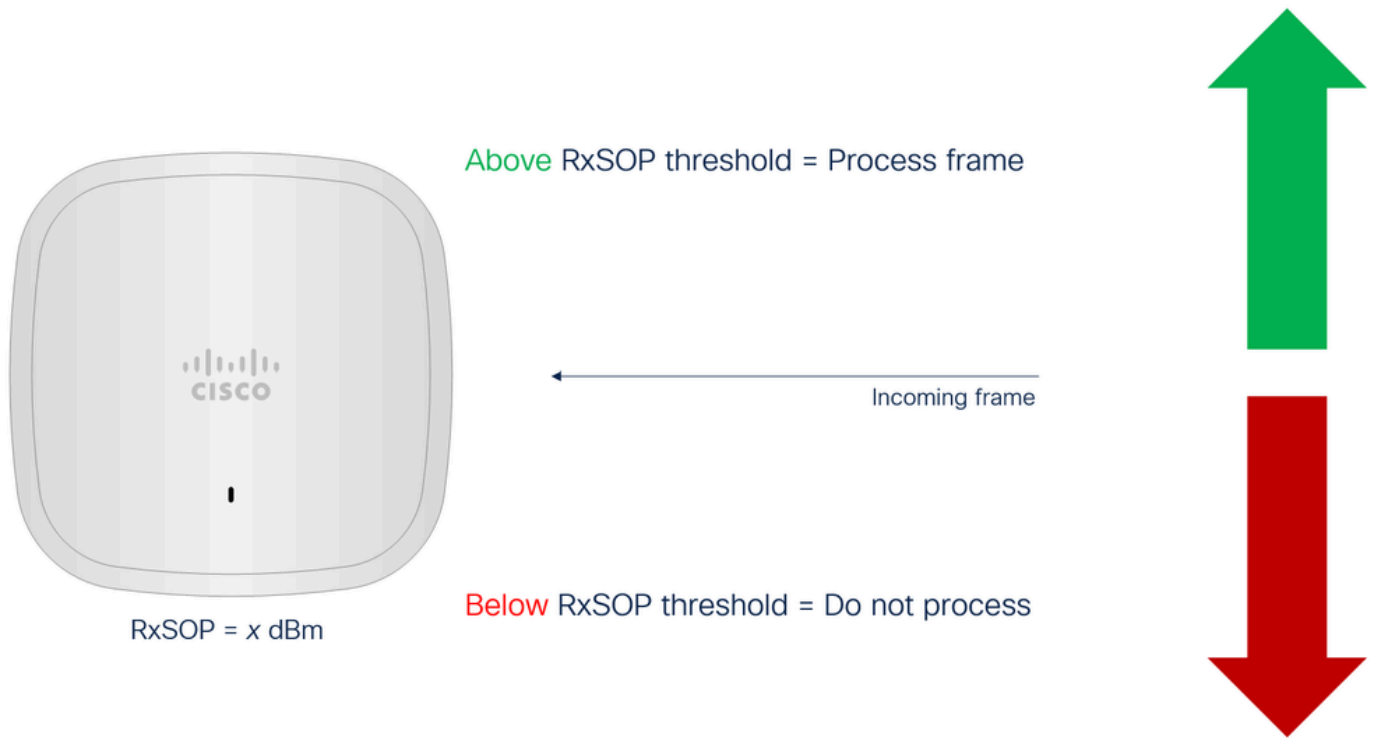 Above RxSOP threshold = Process frame
CISCO
Incoming frame
Below RxSOP threshold = Do not process
RxSOP = x dBm